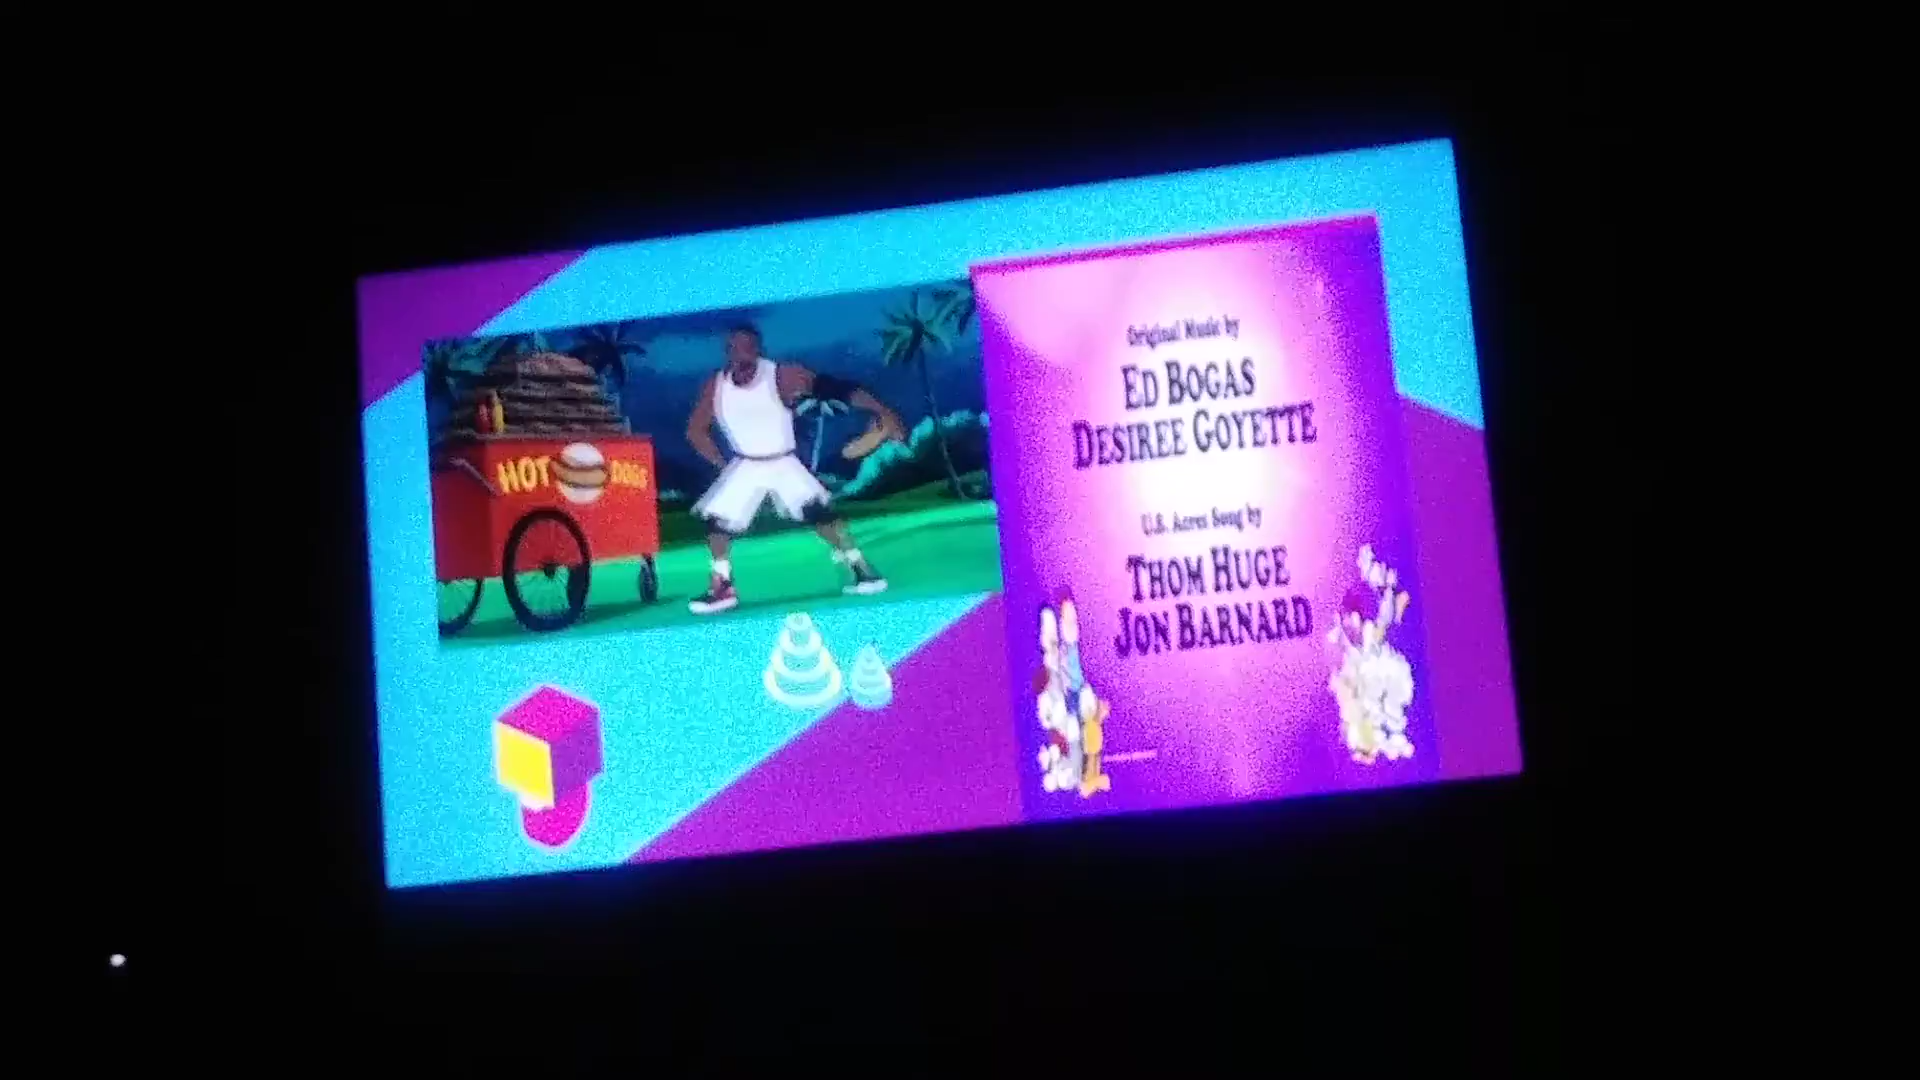 HOT DOGS
Original Music by
ED BOGAS
DESIREE GOYETTE
U.S. Acres Song by
THOM HUGE
JON BARNARD